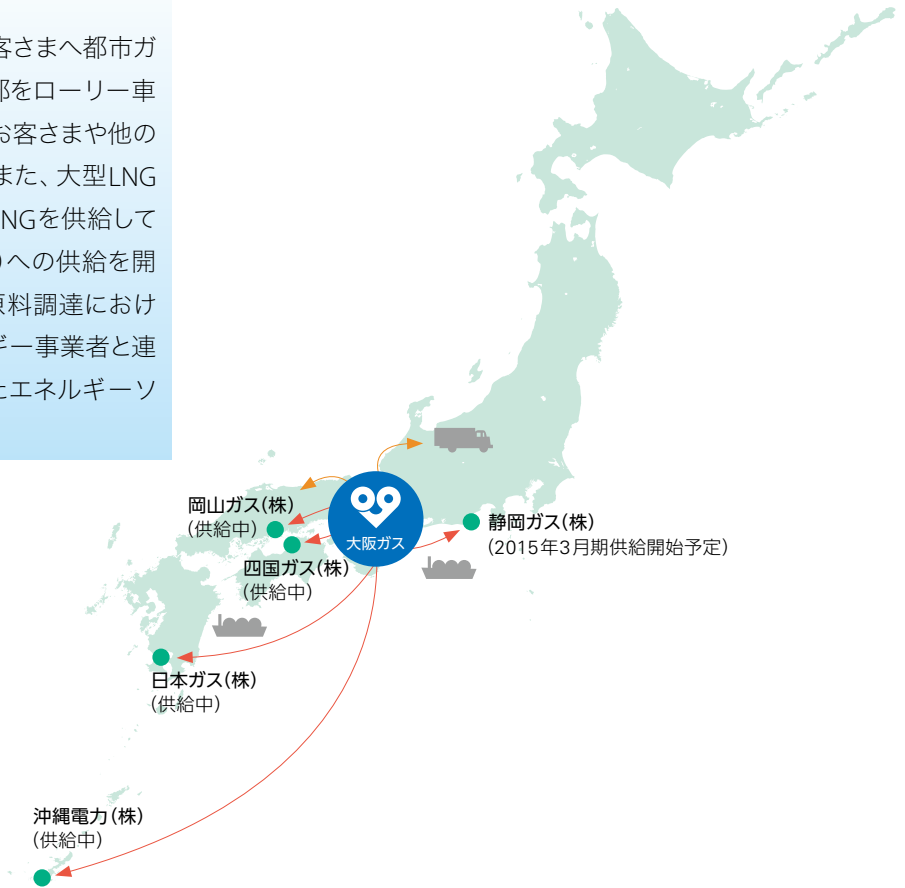 客さまへ都市ガ
部をローリー車
お客さまや他の
また、大型LNG
NGを供給して
）への供給を開
原料調達におけ
ギー事業者と連
たエネルギーソ
岡山ガス(株)
(供給中)
大阪ガス
静岡ガス(株)
(2015年3月期供給開始予定)
四国ガス(株)
(供給中)
日本ガス(株)
(供給中)
沖縄電力(株)
(供給中)